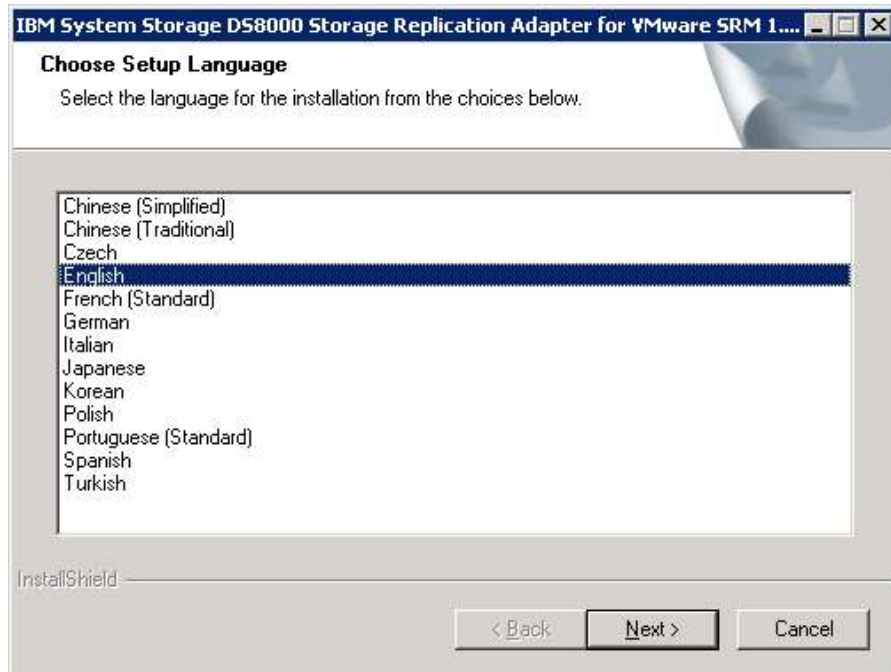 IBM System Storage DS8000 Storage Replication Adapter for VMware SRM 1....
Choose Setup Language
Select the language for the installation from the choices below.
Chinese (Simplified)
Chinese (Traditional)
Czech
English
French (Standard)
German
Italian
Japanese
Korean
Polish
Portuguese (Standard)
Spanish
Turkish
InstallShield
< Back Next > Cancel